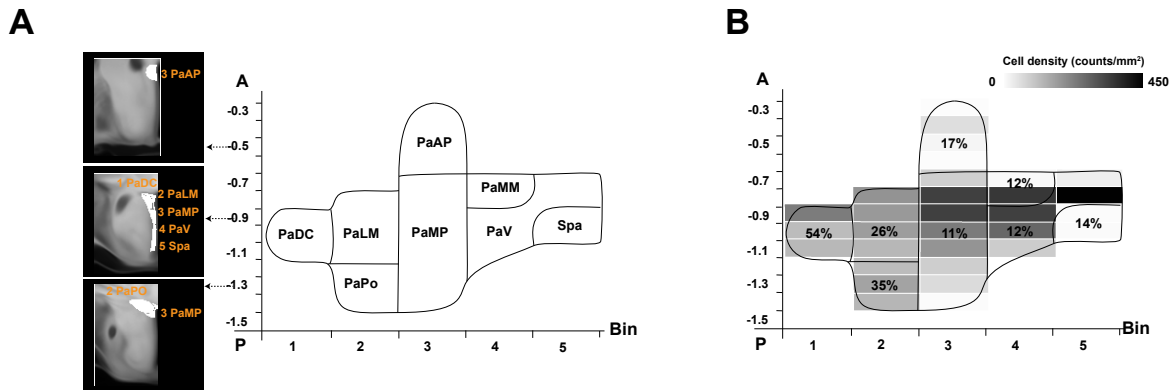 A
3 PaAP
1 PaDC
2 PaLM
3 PaMP
4 PaV
5 Spa
2 PaPO
3 PaMP
A
-0.3
-0.5
-0.7
-0.9
-1.1
-1.3
-1.5
P
PaAP
PaMM
PaDC
PaLM
PaMP
PaV
Spa
PaPo
1
2
3
4
5
Bin
B
Cell density (counts/mm²)
0
450
A
-0.3
-0.5
-0.7
-0.9
-1.1
-1.3
-1.5
P
17%
12%
54%
26%
11%
12%
14%
35%
1
2
3
4
5
Bin